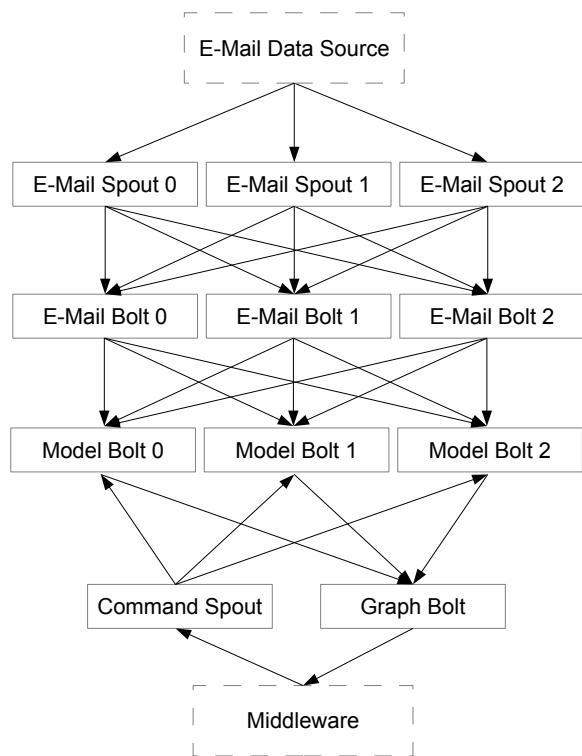 E-Mail Data Source
E-Mail Spout 0
E-Mail Spout 1
E-Mail Spout 2
E-Mail Bolt 0
E-Mail Bolt 1
E-Mail Bolt 2
Model Bolt 0
Model Bolt 1
Model Bolt 2
Command Spout
Graph Bolt
Middleware